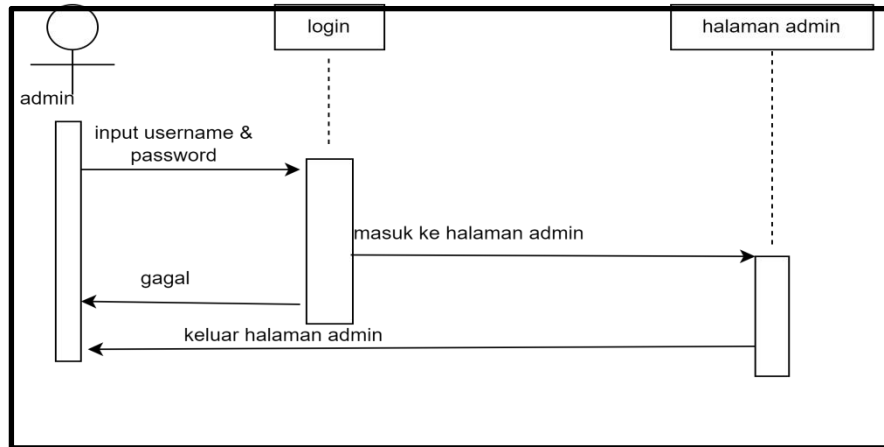 login
halaman admin
admin
input username &
password
masuk ke halaman admin
gagal
keluar halaman admin